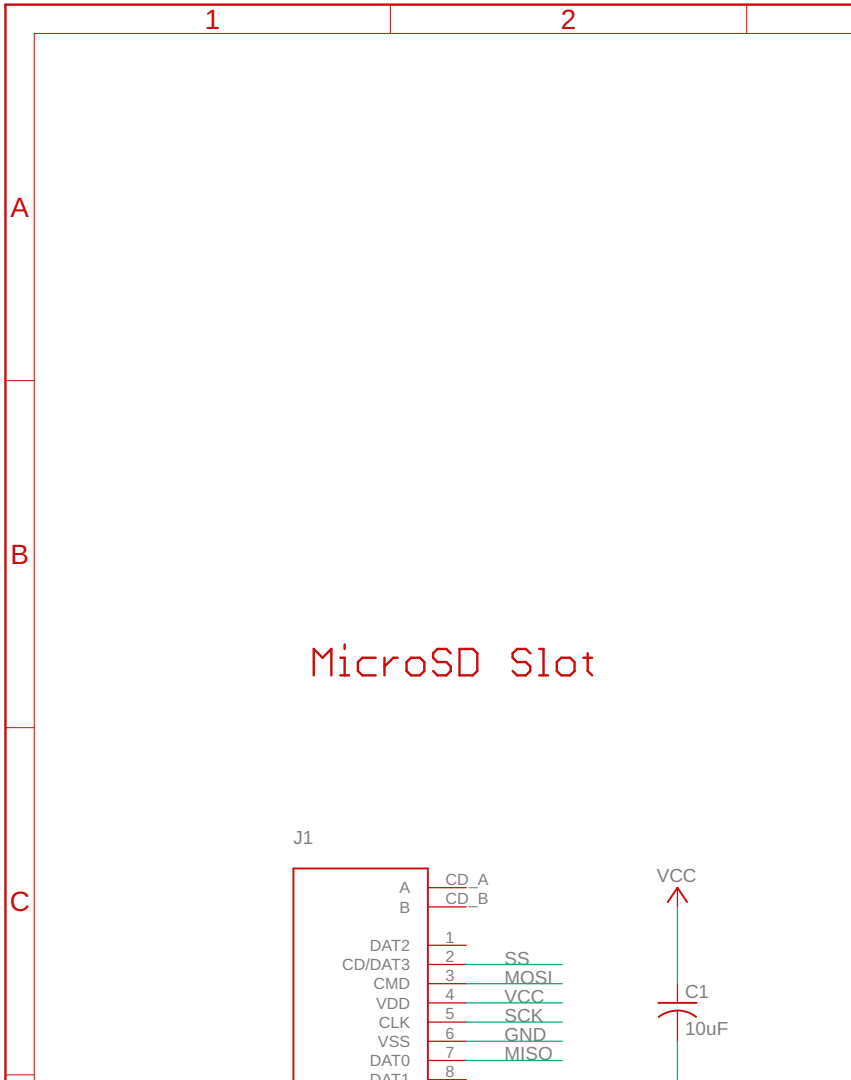 1 2
A
B
MicroSD Slot
J1
VCC
A CD_A
C
B CD_B
DAT2 1
CD/DAT3 2 SS
CMD 3 MOSI
C1
VDD 4 VCC
CLK 5 SCK
10uF
VSS 6 GND
DAT0 7 MISO
DAT1 8